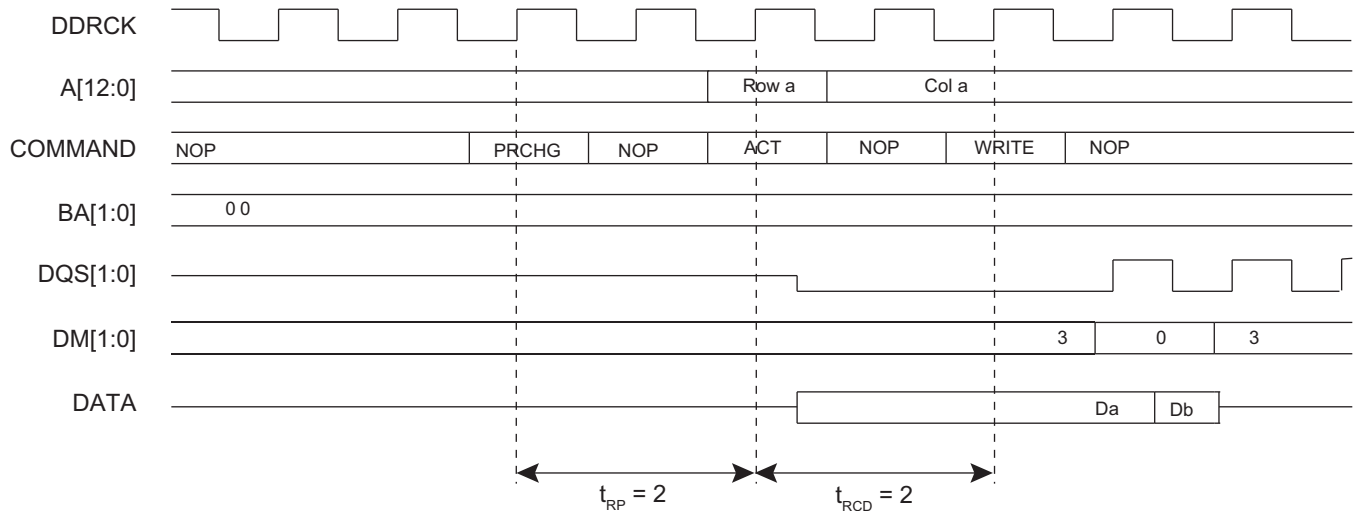 DDRCK
A[12:0] Row a Col a
COMMAND NOP PRCHG NOP ACT NOP WRITE NOP
BA[1:0] 0 0
DQS[1:0]
DM[1:0] 3 0 3
DATA Da Db
tRP = 2 tRCD = 2